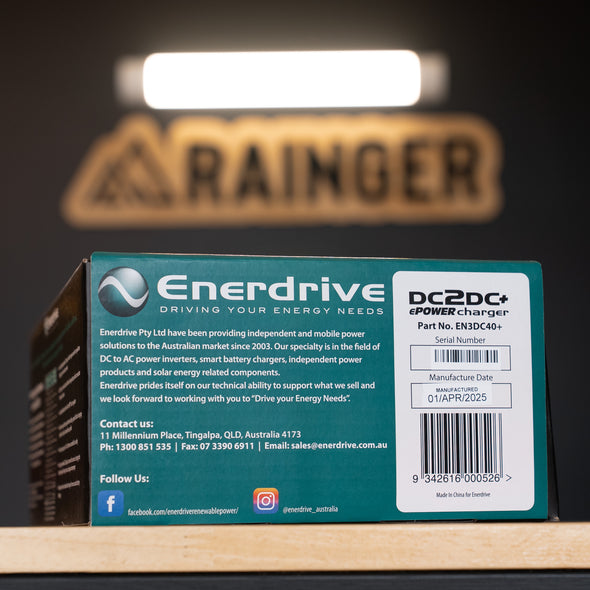 RAINGER
Enerdrive
DRIVING YOUR ENERGY NEEDS
Enerdrive Pty Ltd have been providing independent and mobile power
solutions to the Australian market since 2003. Our specialty is in the field of
DC to AC power inverters, smart battery chargers, independent power
products and solar energy related components.
Enerdrive prides itself on our technical ability to support what we sell and
we look forward to working with you to “Drive your Energy Needs”.
Contact us:
11 Millennium Place, Tingalpa, QLD, Australia 4173
Ph: 1300 851 535 | Fax: 07 3390 6911 | Email: sales@enerdrive.com.au
Follow Us:
facebook.com/enerdriverenewablepower/
@enerdrive_australia
DC2DC+
ePOWER charger
Part No. EN3DC40+
Serial Number
Manufacture Date
MANUFACTURED
01/APR/2025
9 342616 000526 >
Made In China for Enerdrive